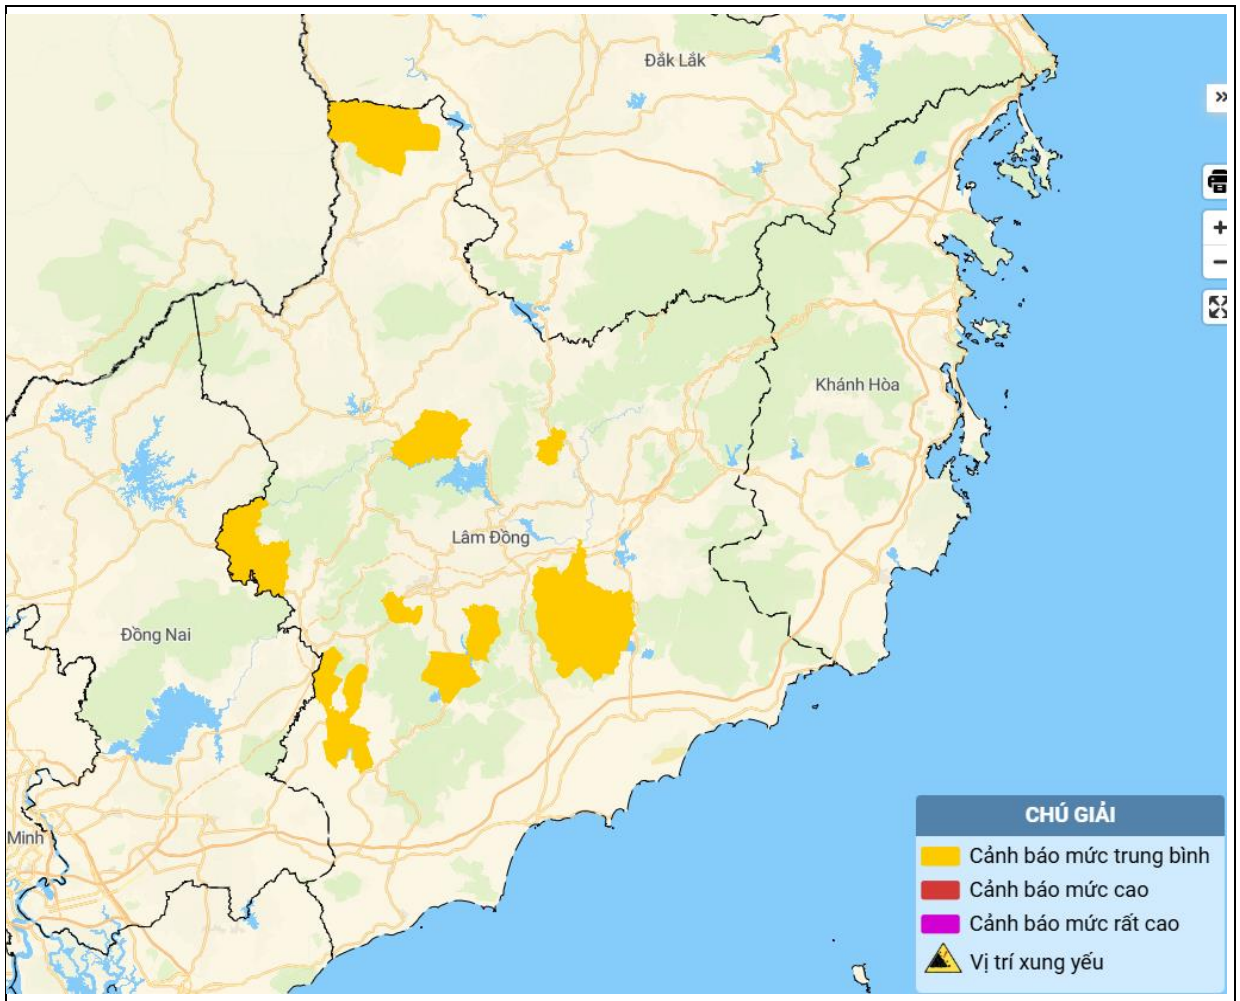 Đắk Lắk
»
+
−
Khánh Hòa
Lâm Đồng
Đồng Nai
Minh
CHÚ GIẢI
Cảnh báo mức trung bình
Cảnh báo mức cao
Cảnh báo mức rất cao
Vị trí xung yếu